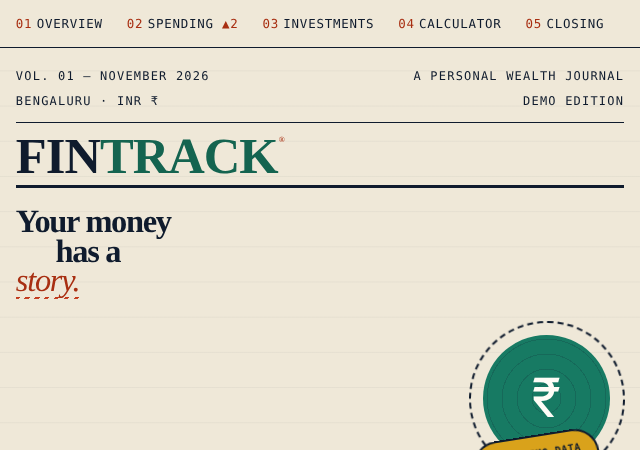 01 OVERVIEW 02 SPENDING ▲2 03 INVESTMENTS 04 CALCULATOR 05 CLOSING
VOL. 01 — NOVEMBER 2026
BENGALURU · INR ₹
A PERSONAL WEALTH JOURNAL
DEMO EDITION
FINTRACK®
Your money
has a
story.
₹
DATA